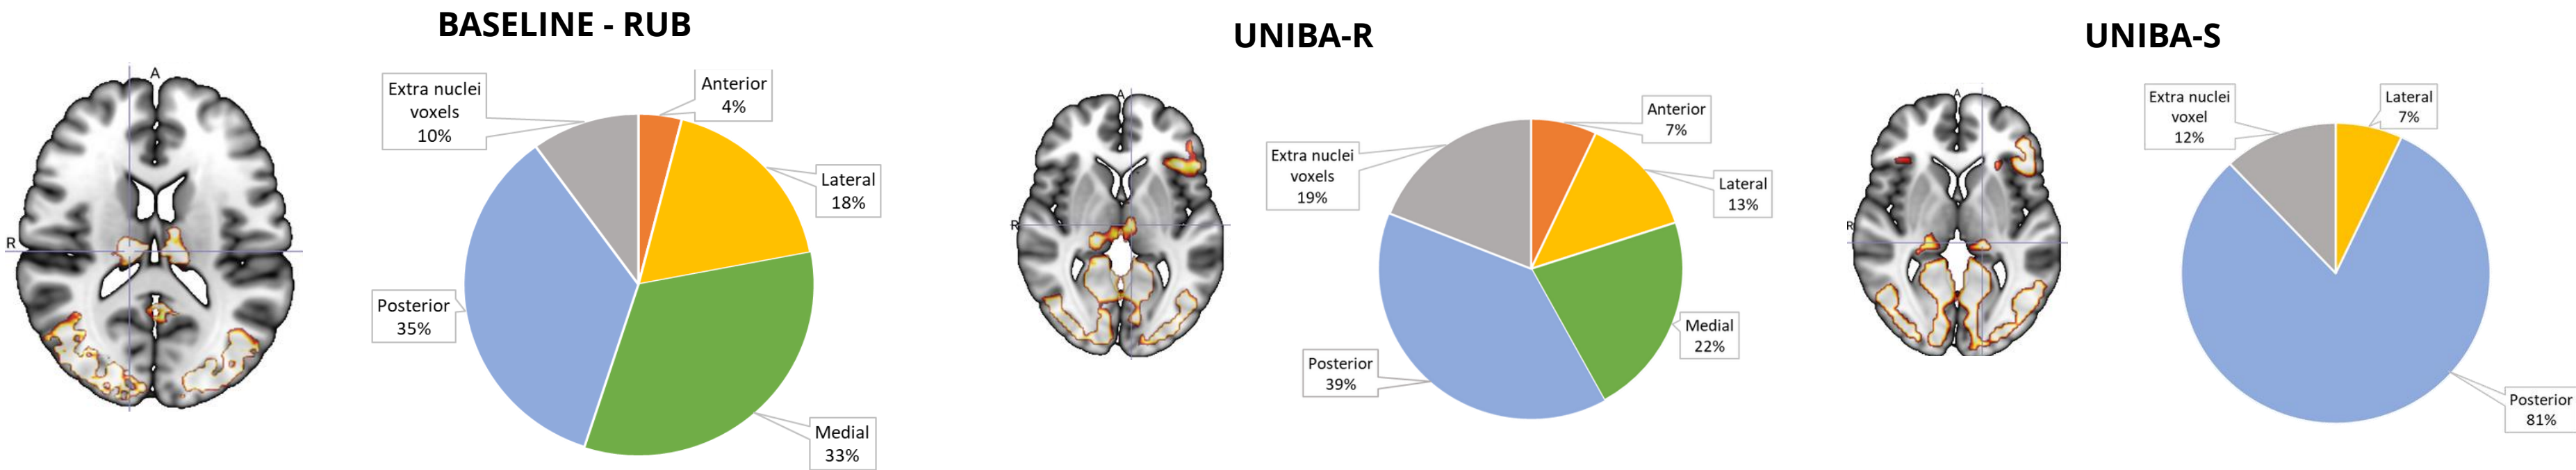 BASELINE - RUB
A
R
Extra nuclei
voxels
10%
Anterior
4%
Lateral
18%
Posterior
35%
Medial
33%
UNIBA-R
A
R
Extra nuclei
voxels
19%
Anterior
7%
Lateral
13%
Medial
22%
Posterior
39%
UNIBA-S
A
R
Extra nuclei
voxel
12%
Lateral
7%
Posterior
81%